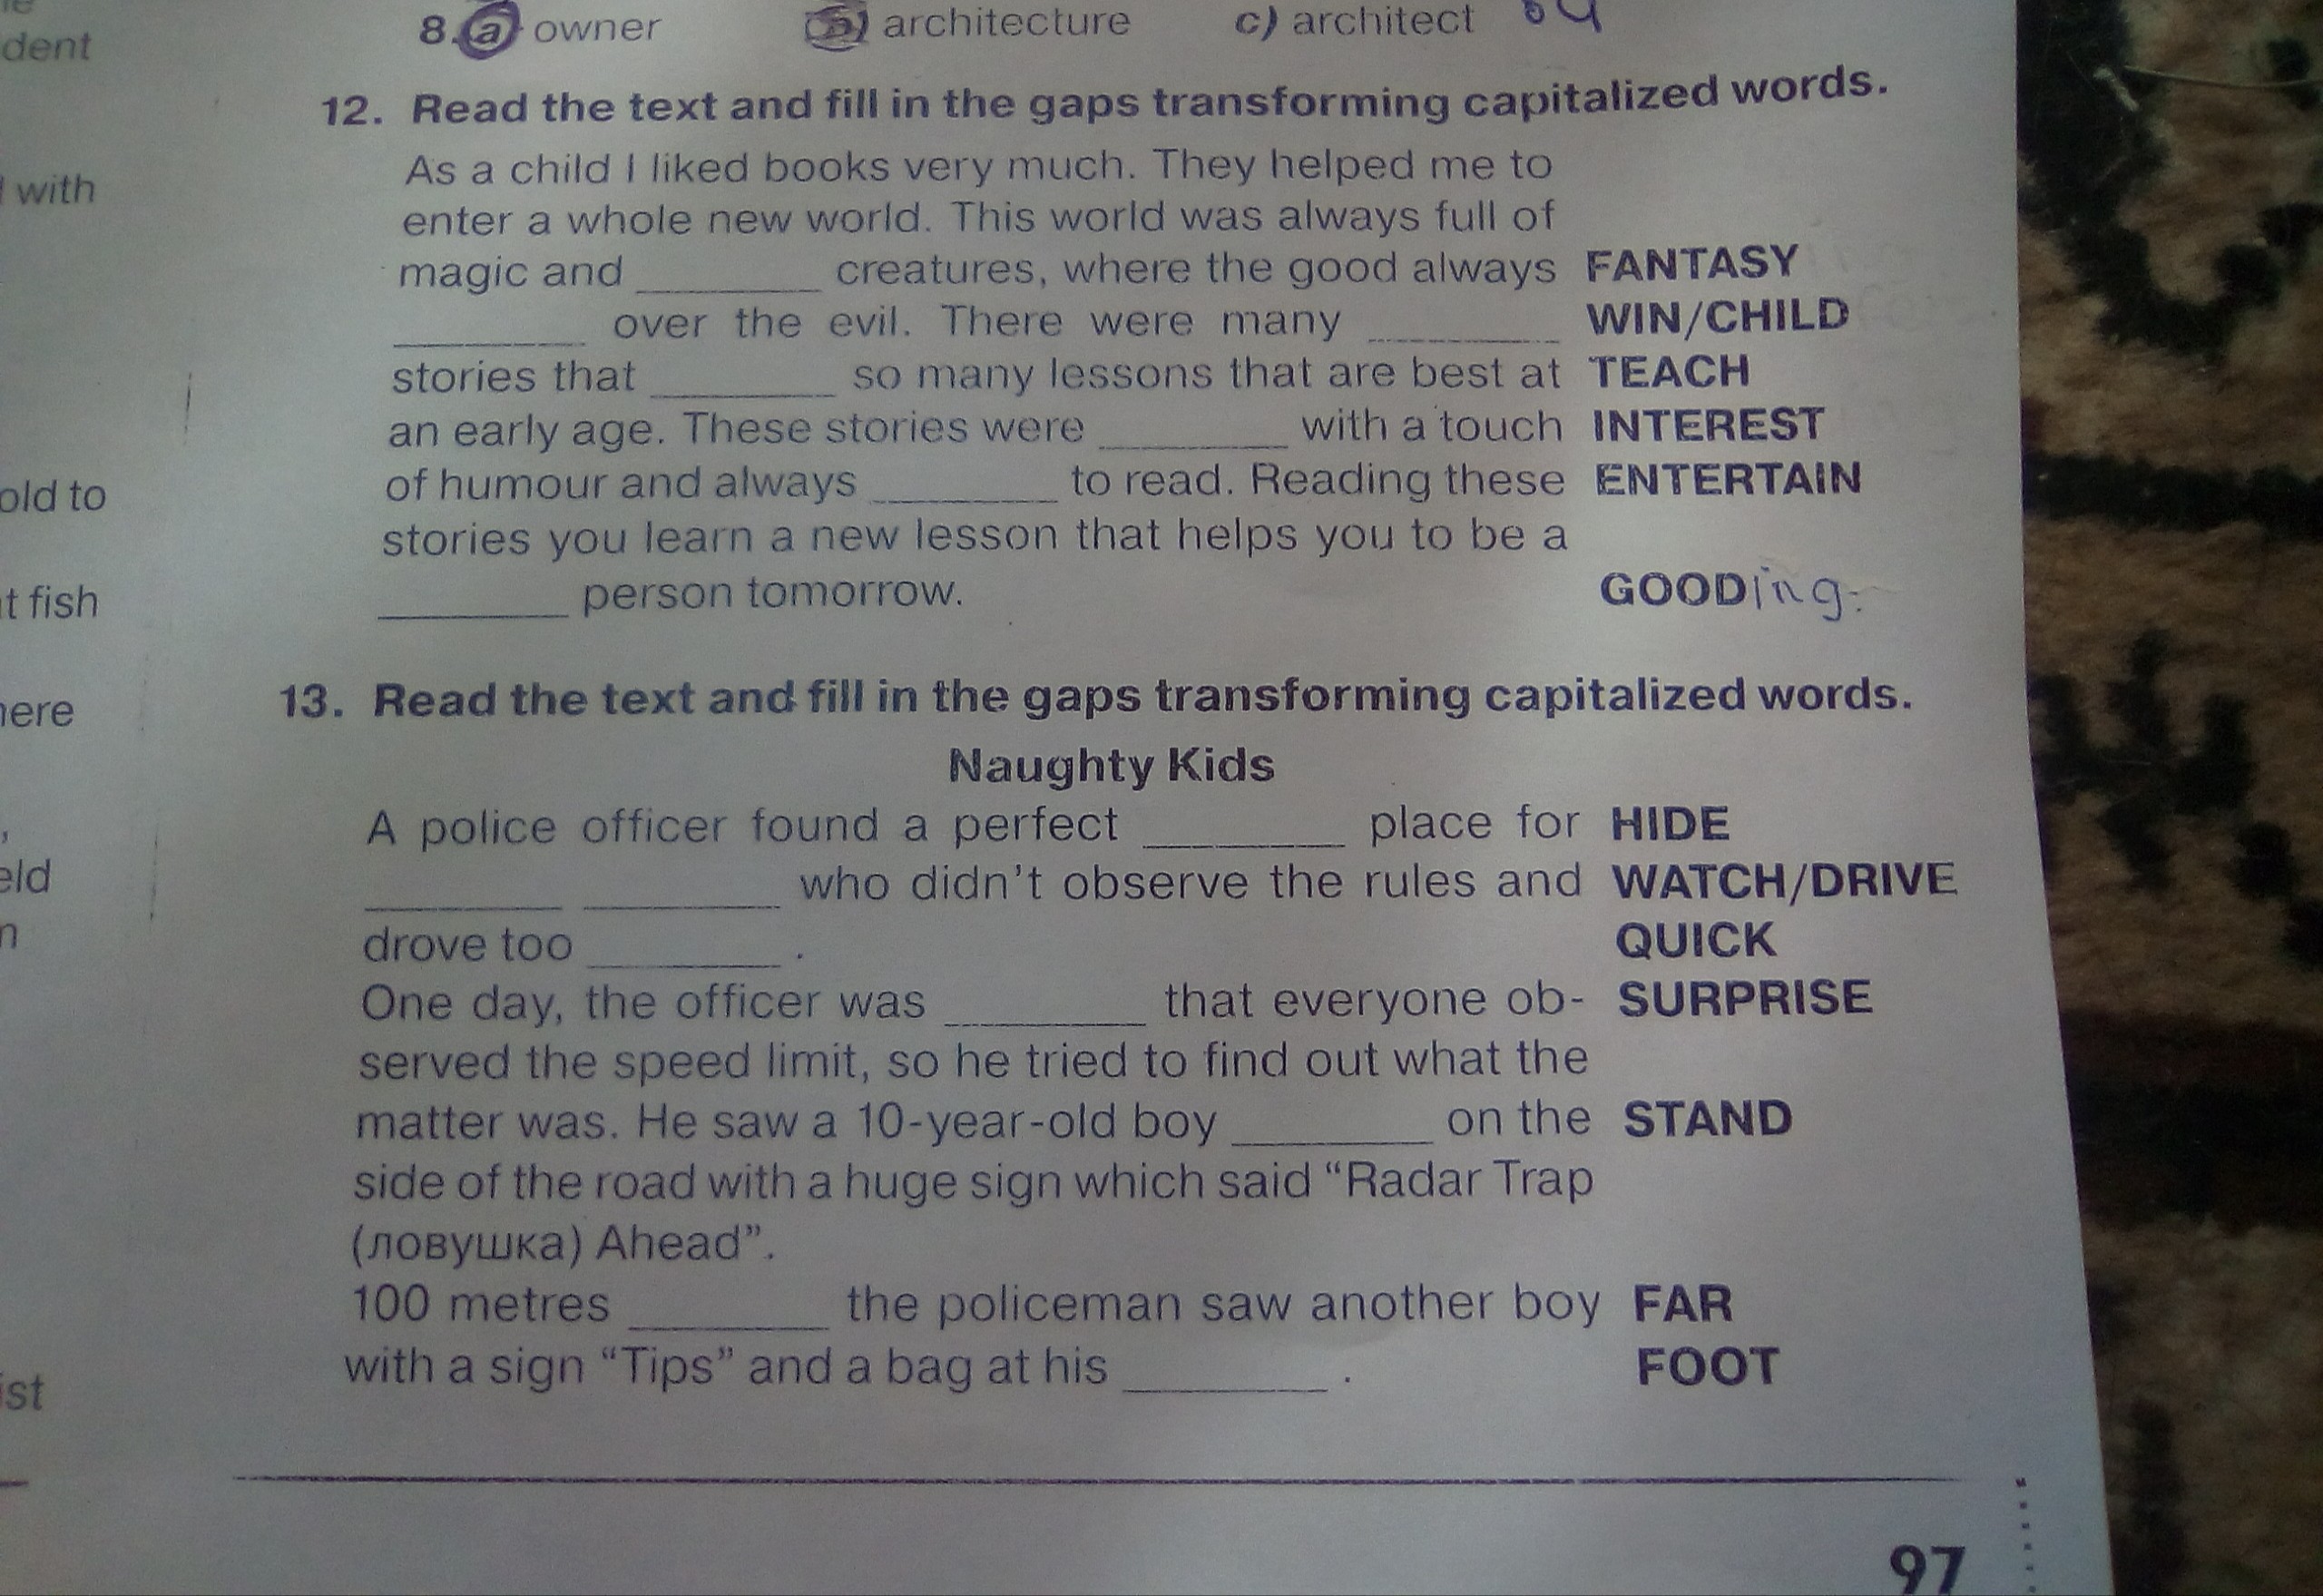 dent
8. a) owner b) architecture c) architect
12. Read the text and fill in the gaps transforming capitalized words.
As a child I liked books very much. They helped me to
with
enter a whole new world. This world was always full of
magic and ________ creatures, where the good always FANTASY
________ over the evil. There were many ________ WIN/CHILD
stories that ________ so many lessons that are best at TEACH
an early age. These stories were ________ with a touch INTEREST
old to
of humour and always ________ to read. Reading these ENTERTAIN
stories you learn a new lesson that helps you to be a
t fish
________ person tomorrow. GOODing.
here
13. Read the text and fill in the gaps transforming capitalized words.
Naughty Kids
A police officer found a perfect ________ place for HIDE
eld
________ ________ who didn't observe the rules and WATCH/DRIVE
n
drove too ________ . QUICK
One day, the officer was ________ that everyone ob- SURPRISE
served the speed limit, so he tried to find out what the
matter was. He saw a 10-year-old boy ________ on the STAND
side of the road with a huge sign which said “Radar Trap
(ловушка) Ahead”.
100 metres ________ the policeman saw another boy FAR
ist
with a sign “Tips” and a bag at his ________ . FOOT
97